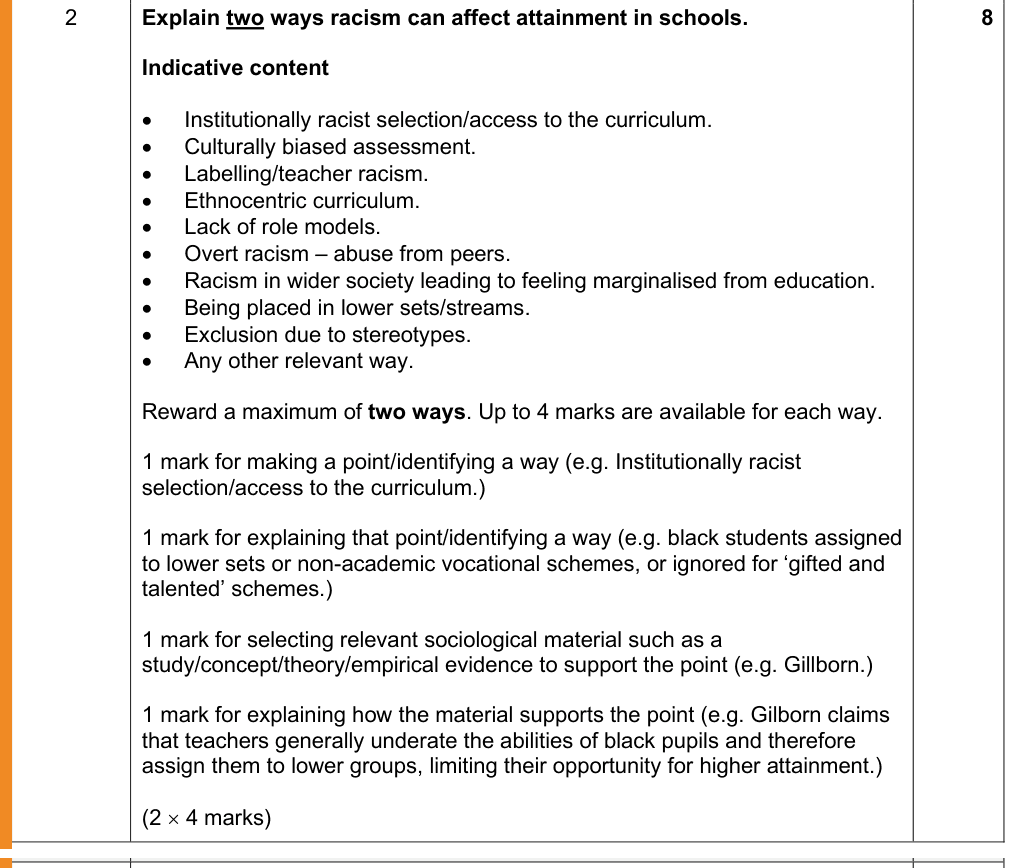 2 Explain two ways racism can affect attainment in schools. 8
Indicative content
• Institutionally racist selection/access to the curriculum.
• Culturally biased assessment.
• Labelling/teacher racism.
• Ethnocentric curriculum.
• Lack of role models.
• Overt racism – abuse from peers.
• Racism in wider society leading to feeling marginalised from education.
• Being placed in lower sets/streams.
• Exclusion due to stereotypes.
• Any other relevant way.
Reward a maximum of two ways. Up to 4 marks are available for each way.
1 mark for making a point/identifying a way (e.g. Institutionally racist
selection/access to the curriculum.)
1 mark for explaining that point/identifying a way (e.g. black students assigned
to lower sets or non-academic vocational schemes, or ignored for ‘gifted and
talented’ schemes.)
1 mark for selecting relevant sociological material such as a
study/concept/theory/empirical evidence to support the point (e.g. Gillborn.)
1 mark for explaining how the material supports the point (e.g. Gilborn claims
that teachers generally underate the abilities of black pupils and therefore
assign them to lower groups, limiting their opportunity for higher attainment.)
(2 × 4 marks)